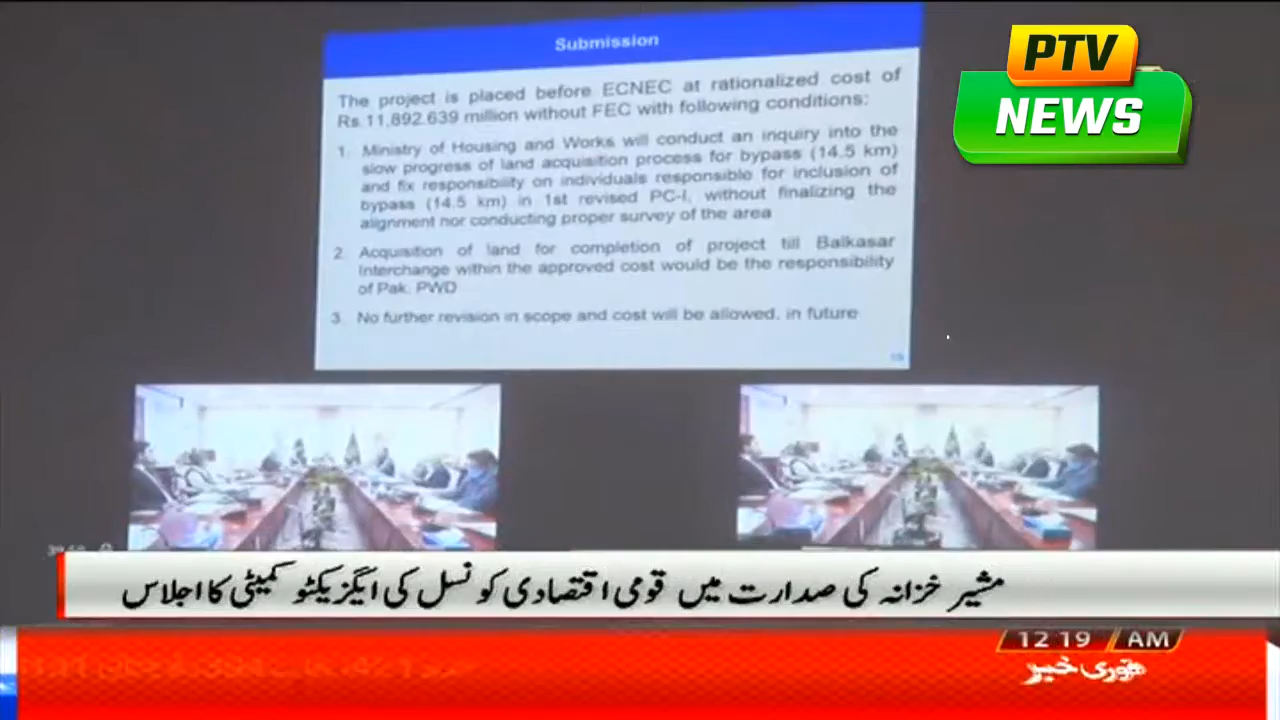 Submission
PTV
NEWS
The project is placed before ECNEC at rationalized cost of
Rs.11,892.639 million without FEC with following conditions:
1. Ministry of Housing and Works will conduct an inquiry into the
slow progress of land acquisition process for bypass (14.5 km)
and fix responsibility on individuals responsible for inclusion of
bypass (14.5 km) in 1st revised PC-I, without finalizing the
alignment nor conducting proper survey of the area
2. Acquisition of land for completion of project till Balkasar
Interchange within the approved cost would be the responsibility
of Pak. PWD
3. No further revision in scope and cost will be allowed, in future
مشیر خزانہ کی صدارت میں قومی اقتصادی کونسل کی ایگزیکٹو کمیٹی کا اجلاس
12:19 AM
فوری خبر